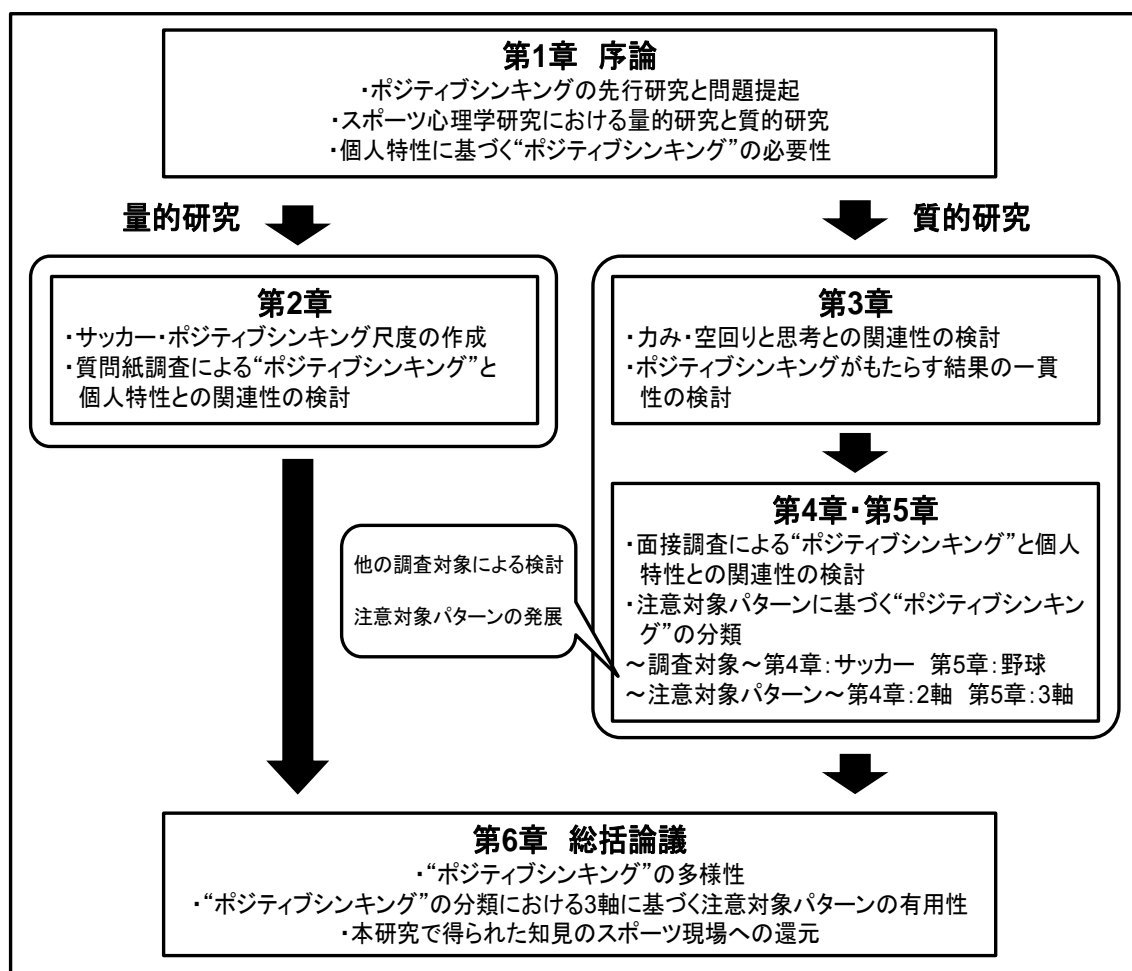 第1章 序論
・ポジティブシンキングの先行研究と問題提起
・スポーツ心理学研究における量的研究と質的研究
・個人特性に基づく“ポジティブシンキング”の必要性
量的研究
質的研究
第2章
・サッカー・ポジティブシンキング尺度の作成
・質問紙調査による“ポジティブシンキング”と
個人特性との関連性の検討
第3章
・力み・空回りと思考との関連性の検討
・ポジティブシンキングがもたらす結果の一貫
性の検討
第4章・第5章
・面接調査による“ポジティブシンキング”と個人
特性との関連性の検討
・注意対象パターンに基づく“ポジティブシンキン
グ”の分類
～調査対象～第4章：サッカー 第5章：野球
～注意対象パターン～第4章：2軸 第5章：3軸
他の調査対象による検討
注意対象パターンの発展
第6章 総括論議
・“ポジティブシンキング”の多様性
・“ポジティブシンキング”の分類における3軸に基づく注意対象パターンの有用性
・本研究で得られた知見のスポーツ現場への還元